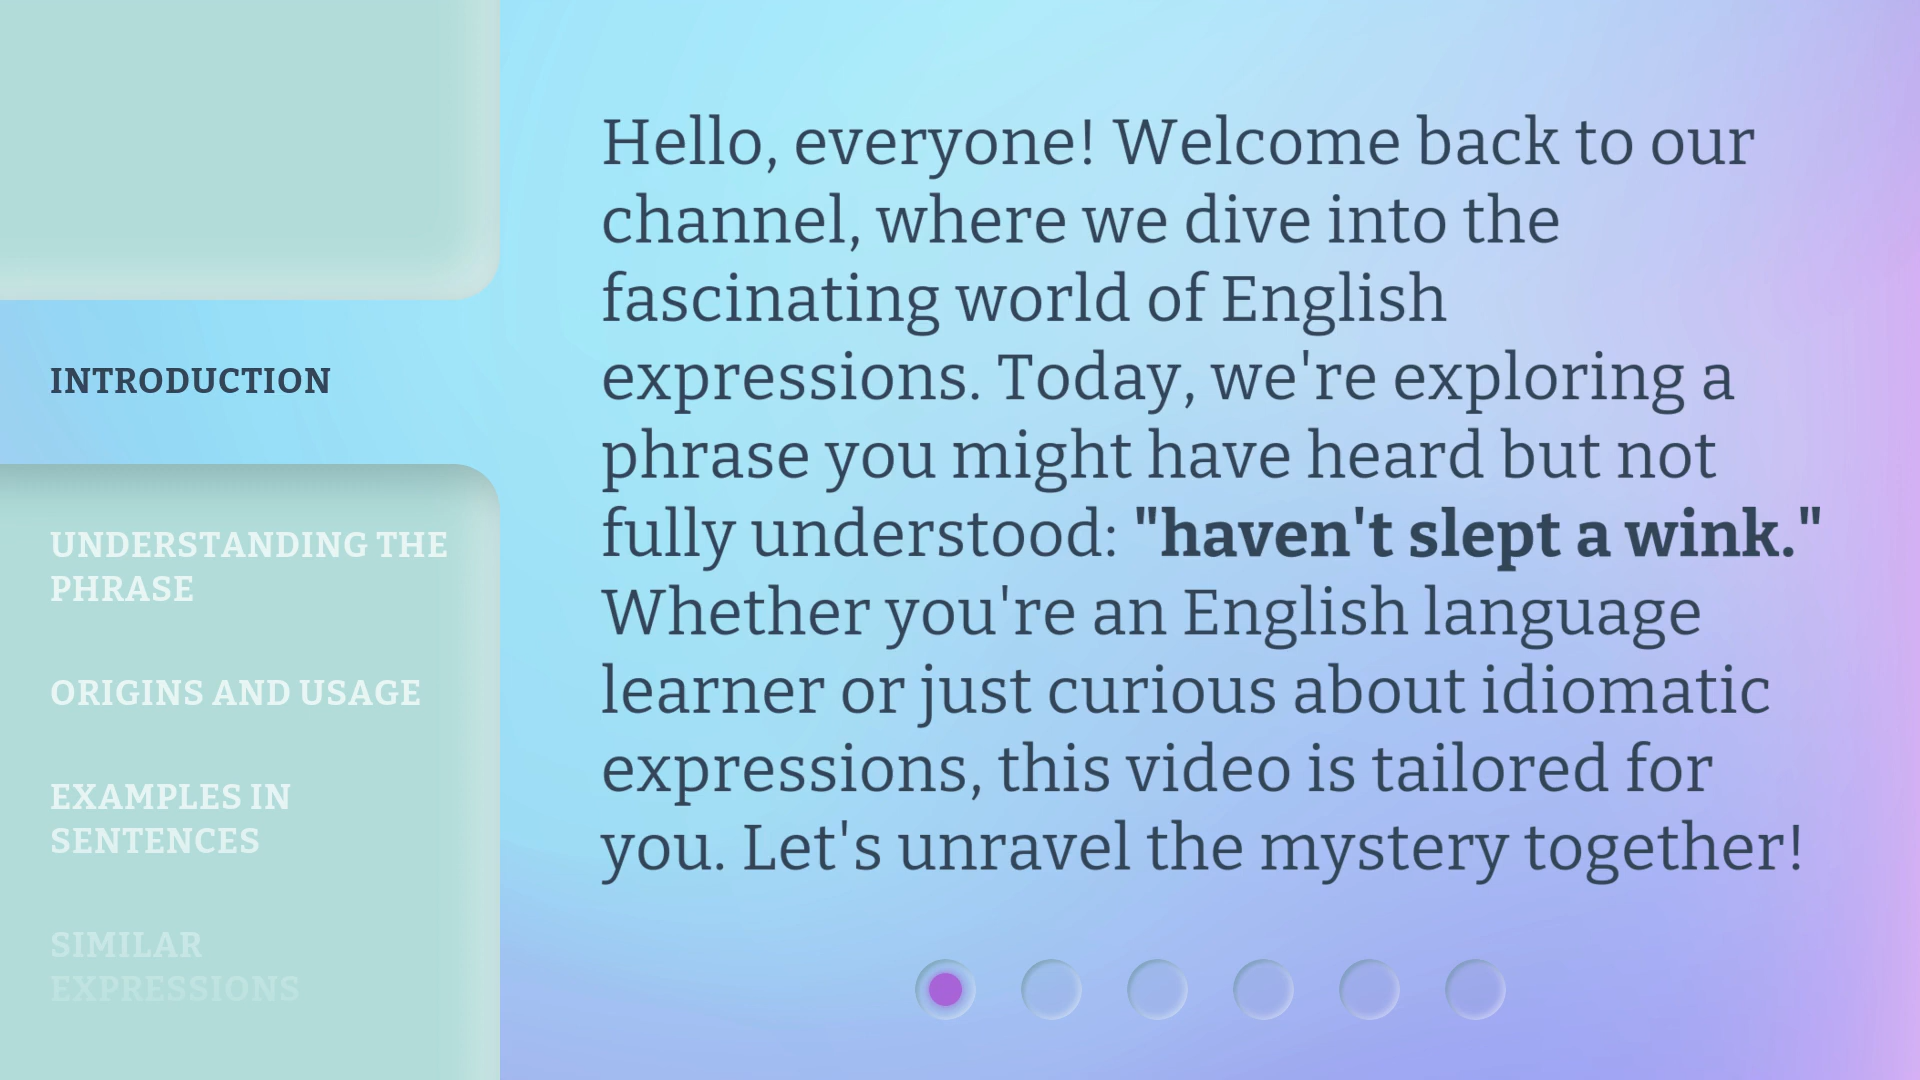 INTRODUCTION
UNDERSTANDING THE
PHRASE
ORIGINS AND USAGE
EXAMPLES IN
SENTENCES
SIMILAR
EXPRESSIONS
Hello, everyone! Welcome back to our
channel, where we dive into the
fascinating world of English
expressions. Today, we're exploring a
phrase you might have heard but not
fully understood: "haven't slept a wink."
Whether you're an English language
learner or just curious about idiomatic
expressions, this video is tailored for
you. Let's unravel the mystery together!